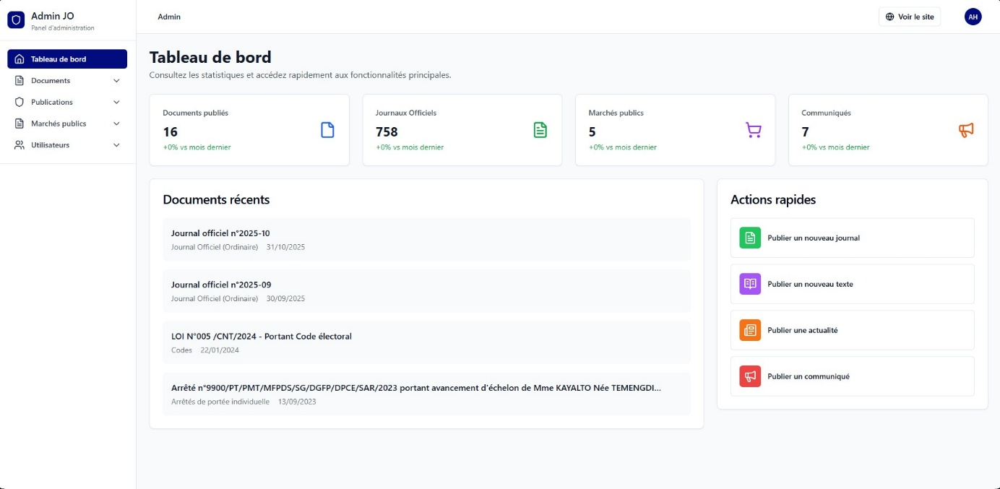 Admin JO
Panel d'administration
Admin
Voir le site
AH
Tableau de bord
Documents
Publications
Marchés publics
Utilisateurs
Tableau de bord
Consultez les statistiques et accédez rapidement aux fonctionnalités principales.
Documents publiés
16
+0% vs mois dernier
Journaux Officiels
758
+0% vs mois dernier
Marchés publics
5
+0% vs mois dernier
Communiqués
7
+0% vs mois dernier
Documents récents
Journal officiel n°2025-10
Journal Officiel (Ordinaire) 31/10/2025
Journal officiel n°2025-09
Journal Officiel (Ordinaire) 30/09/2025
LOI N°005 /CNT/2024 - Portant Code électoral
Codes 22/01/2024
Arrêté n°9900/PT/PMT/MFPDS/SG/DGFP/DPCE/SAR/2023 portant avancement d'échelon de Mme KAYALTO Née TEMENGDI...
Arrêtés de portée individuelle 13/09/2023
Actions rapides
Publier un nouveau journal
Publier un nouveau texte
Publier une actualité
Publier un communiqué